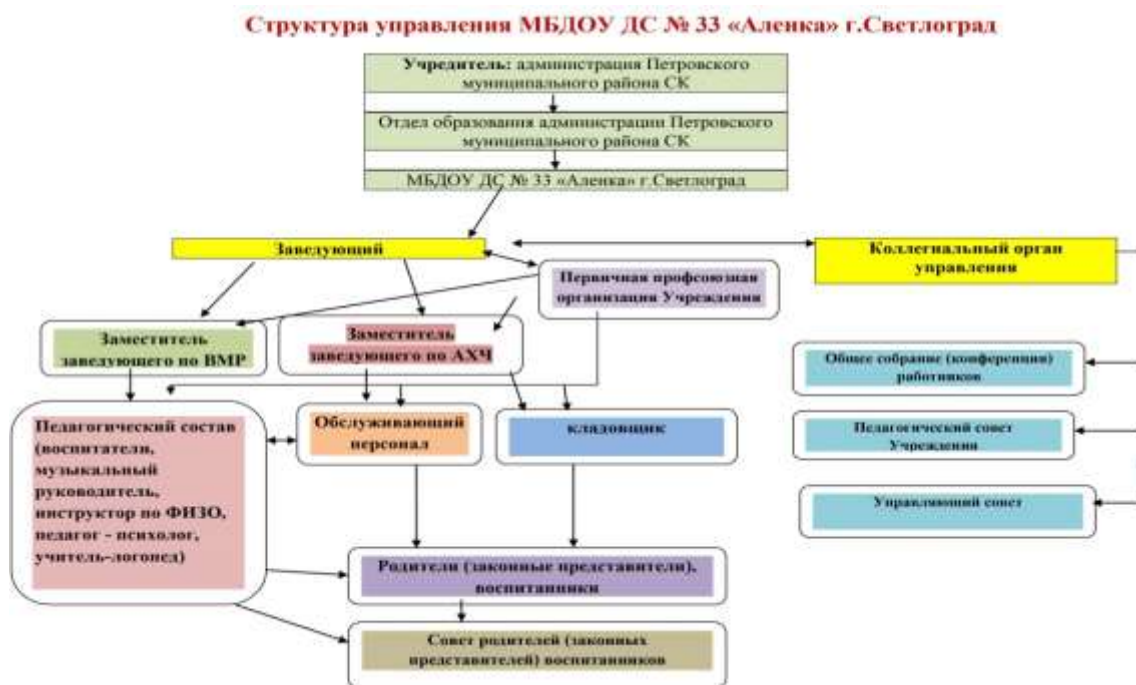 Структура управления МБДОУ ДС № 33 «Аленка» г.Светлоград
Учредитель: администрация Петровского
муниципального района СК
Отдел образования администрации Петровского
муниципального района СК
МБДОУ ДС № 33 «Аленка» г.Светлоград
Заведующий
Коллегиальный орган
управления
Первичная профсоюзная
организация Учреждения
Заместитель
заведующего по ВМР
Заместитель
заведующего по АХЧ
Общее собрание (конференция)
работников
Педагогический состав
(воспитатели,
музыкальный
руководитель,
инструктор по ФИЗО,
педагог - психолог,
учитель-логопед)
Обслуживающий
персонал
кладовщик
Педагогический совет
Учреждения
Управляющий совет
Родители (законные представители),
воспитанники
Совет родителей (законных
представителей) воспитанников